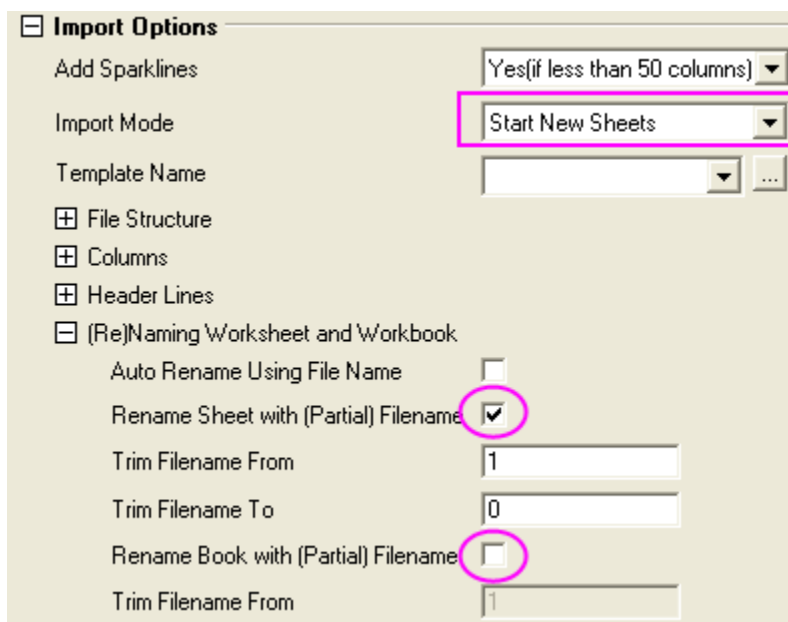 Import Options
Add Sparklines Yes(if less than 50 columns)
Import Mode Start New Sheets
Template Name ...
File Structure
Columns
Header Lines
(Re)Naming Worksheet and Workbook
Auto Rename Using File Name
Rename Sheet with (Partial) Filename
Trim Filename From 1
Trim Filename To 0
Rename Book with (Partial) Filename
Trim Filename From 1